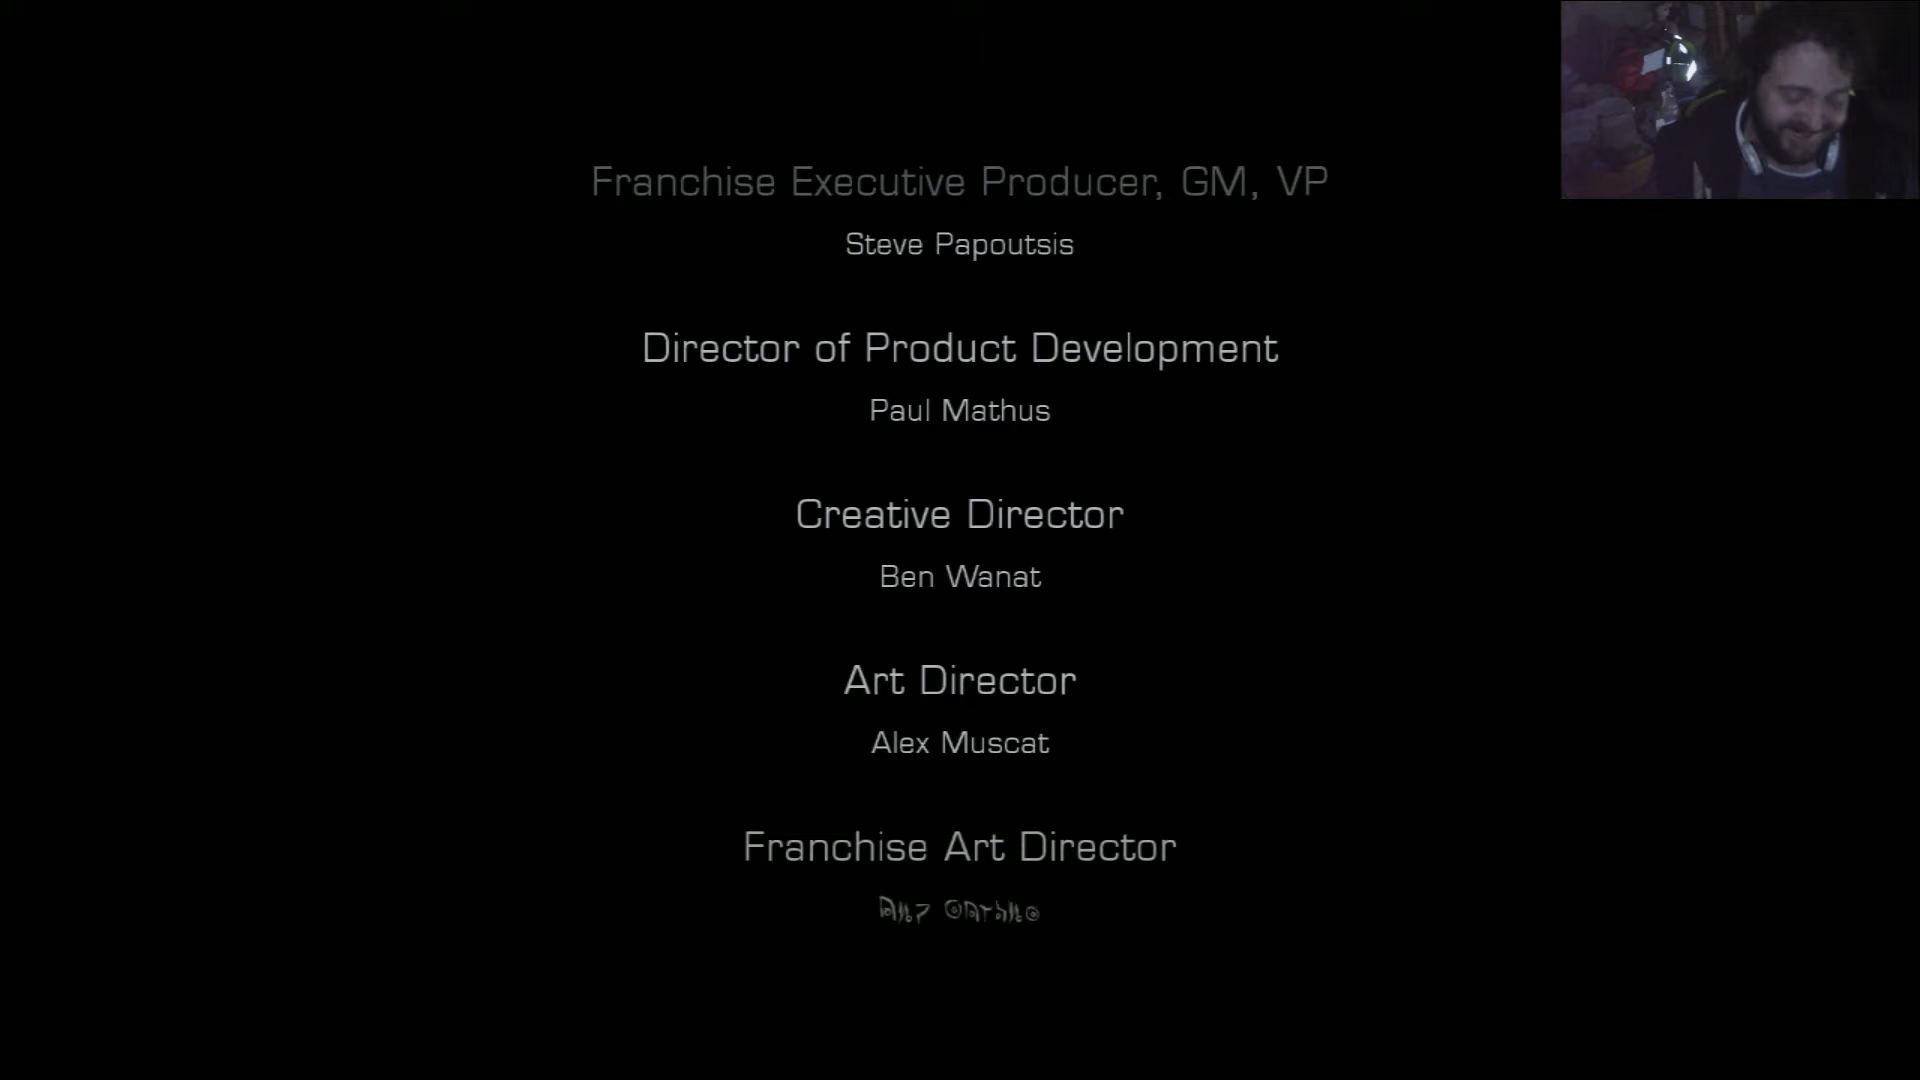 Franchise Executive Producer, GM, VP
Steve Papoutsis
Director of Product Development
Paul Mathus
Creative Director
Ben Wanat
Art Director
Alex Muscat
Franchise Art Director